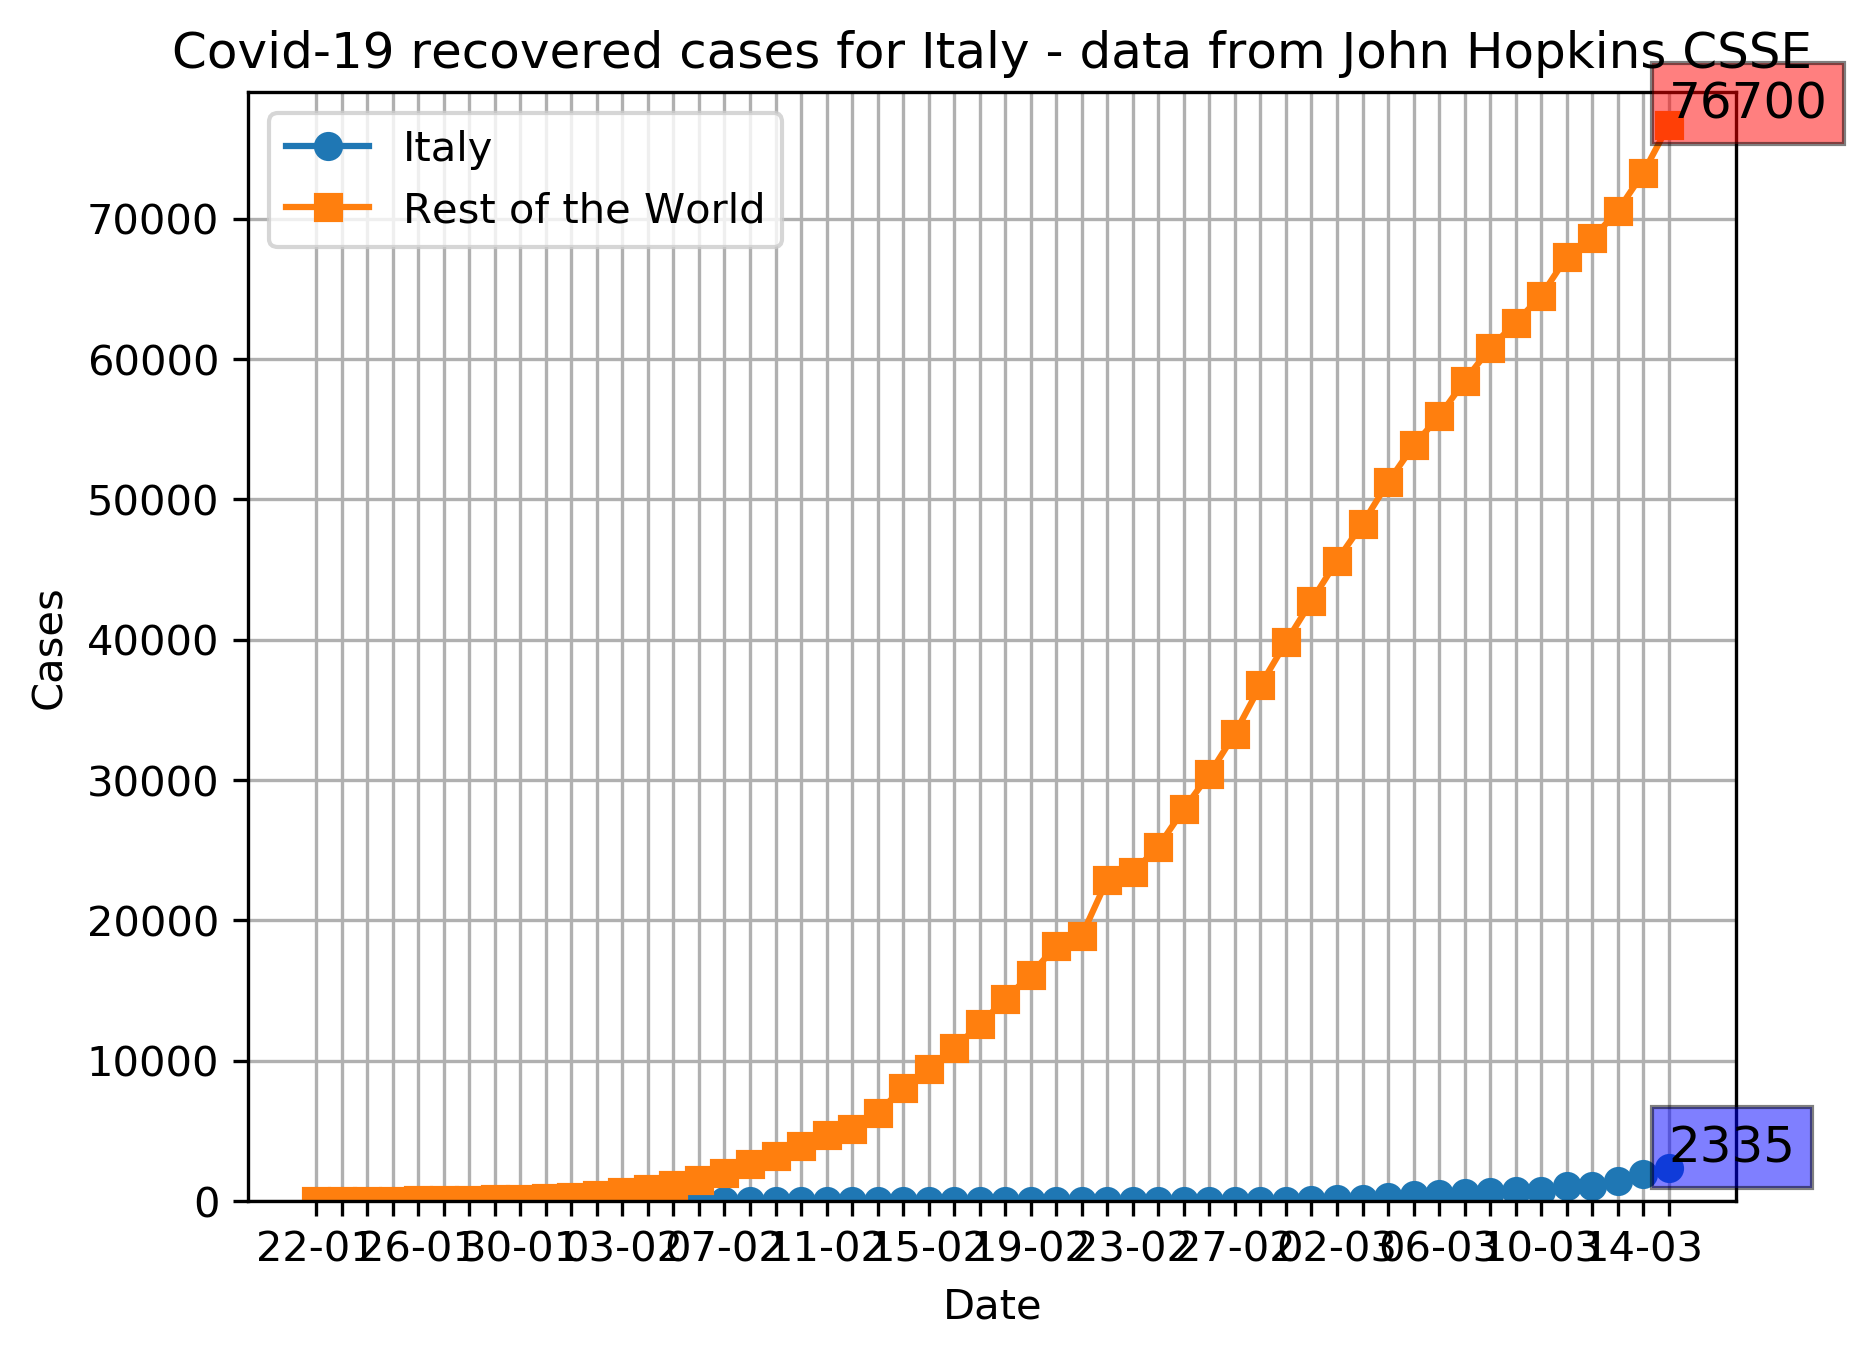 Covid-19 recovered cases for Italy - data from John Hopkins CSSE
76700
Italy
Rest of the World
70000
60000
50000
40000
30000
20000
10000
0
Cases
2335
22-01 26-01 30-01 03-02 07-02 11-02 15-02 19-02 23-02 27-02 02-03 06-03 10-03 14-03
Date